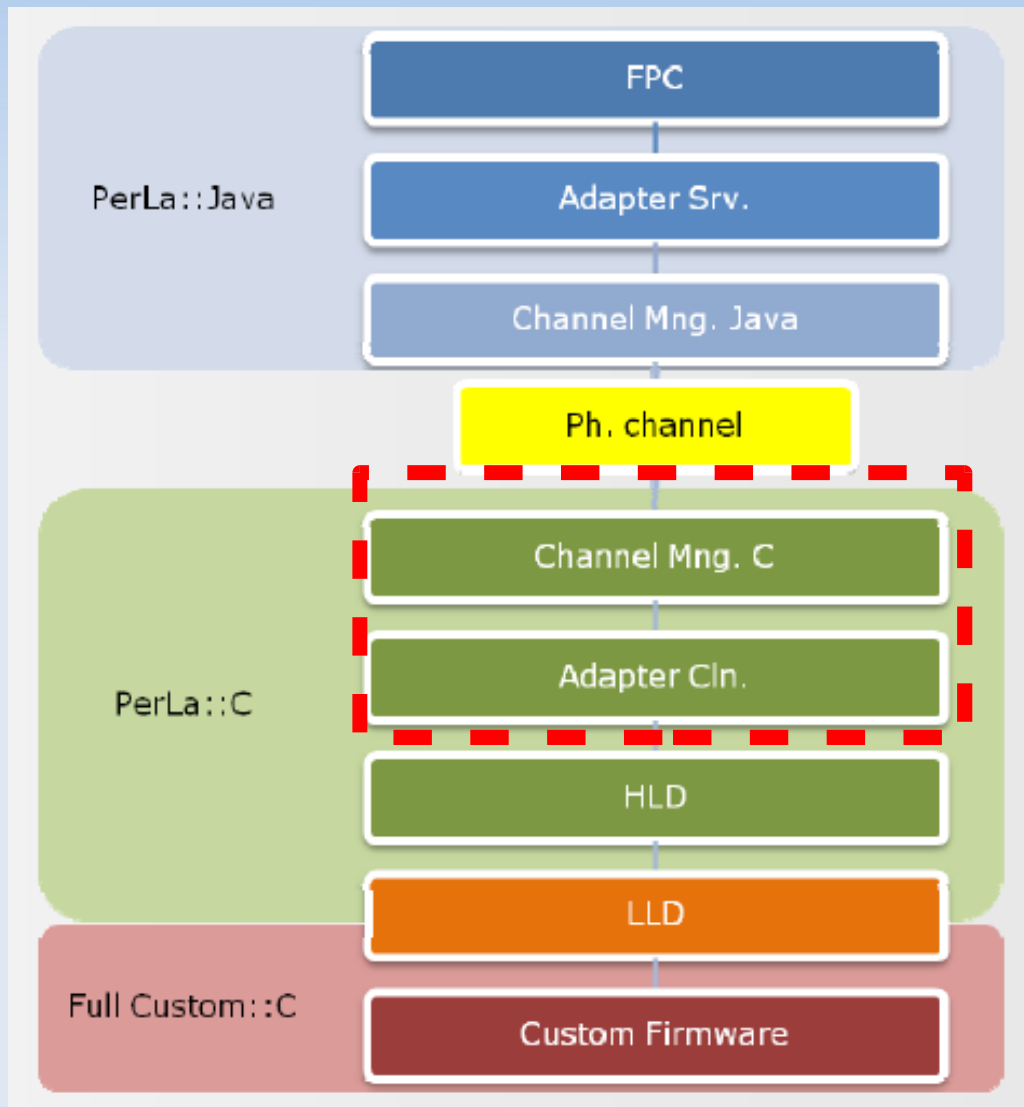 FPC
PerLa::Java
Adapter Srv.
Channel Mng. Java
Ph. channel
Channel Mng. C
Adapter Cln.
PerLa::C
HLD
LLD
Full Custom::C
Custom Firmware